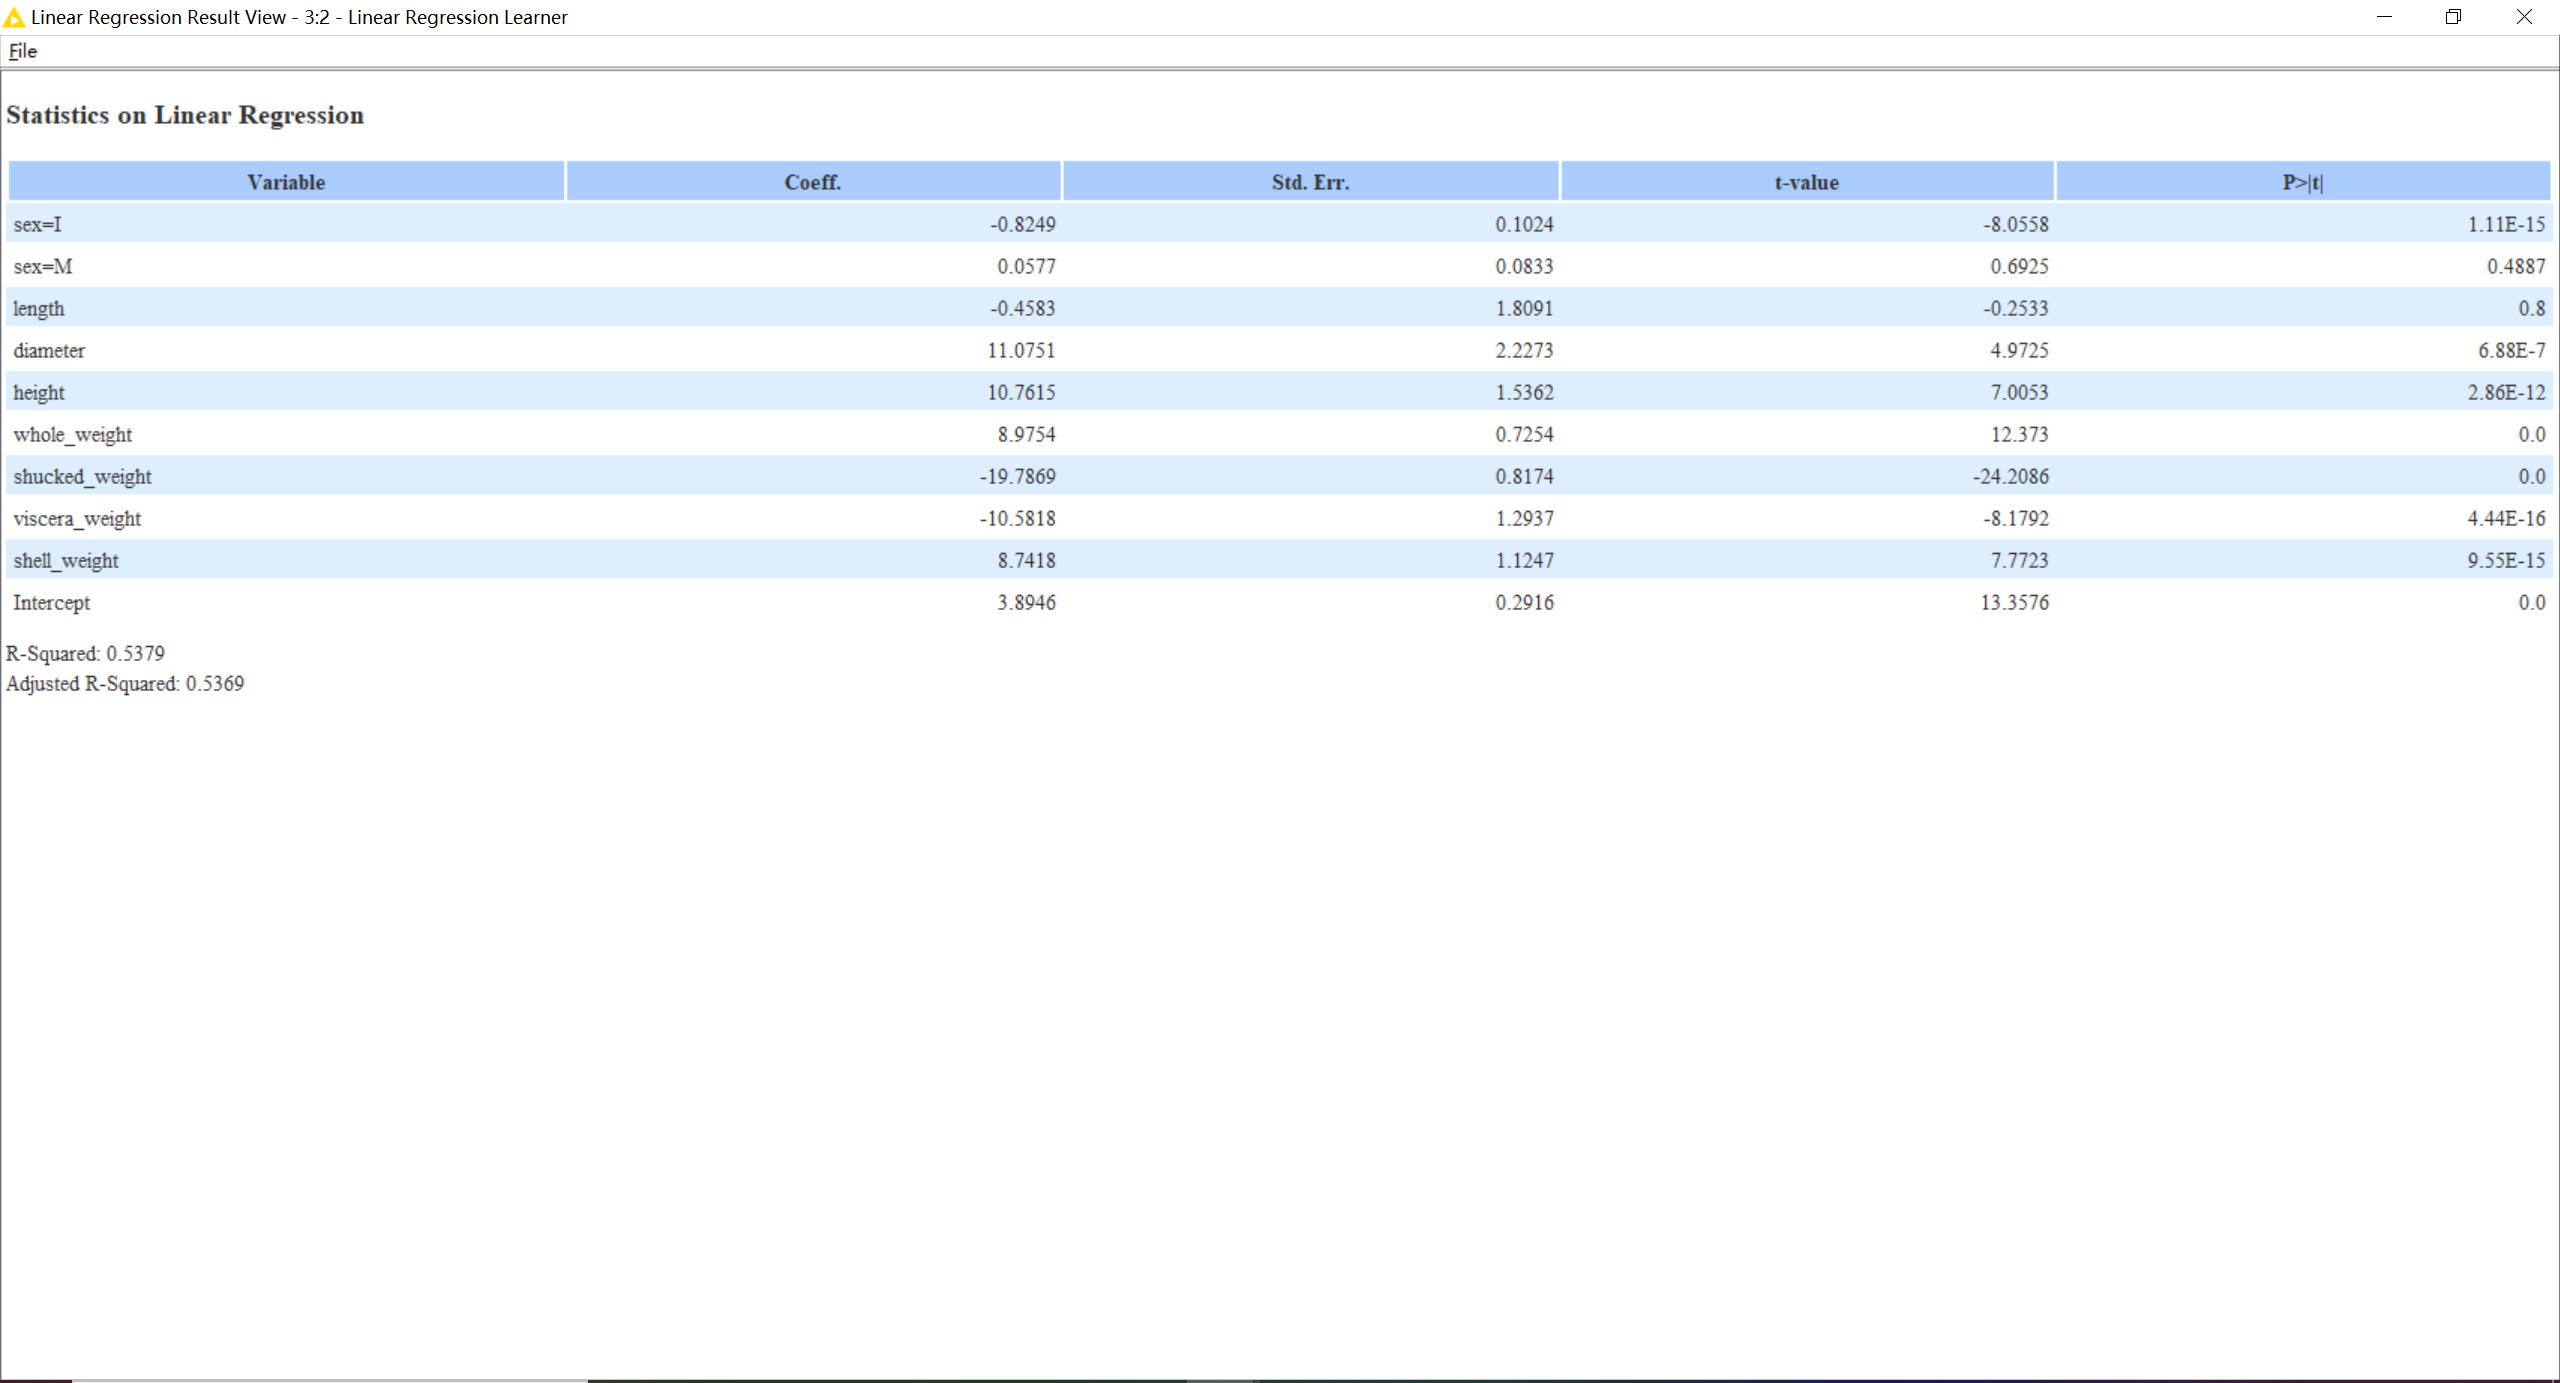 Linear Regression Result View - 3:2 - Linear Regression Learner
File
Statistics on Linear Regression
Variable Coeff. Std. Err. t-value P>|t|
sex=I -0.8249 0.1024 -8.0558 1.11E-15
sex=M 0.0577 0.0833 0.6925 0.4887
length -0.4583 1.8091 -0.2533 0.8
diameter 11.0751 2.2273 4.9725 6.88E-7
height 10.7615 1.5362 7.0053 2.86E-12
whole_weight 8.9754 0.7254 12.373 0.0
shucked_weight -19.7869 0.8174 -24.2086 0.0
viscera_weight -10.5818 1.2937 -8.1792 4.44E-16
shell_weight 8.7418 1.1247 7.7723 9.55E-15
Intercept 3.8946 0.2916 13.3576 0.0
R-Squared: 0.5379
Adjusted R-Squared: 0.5369